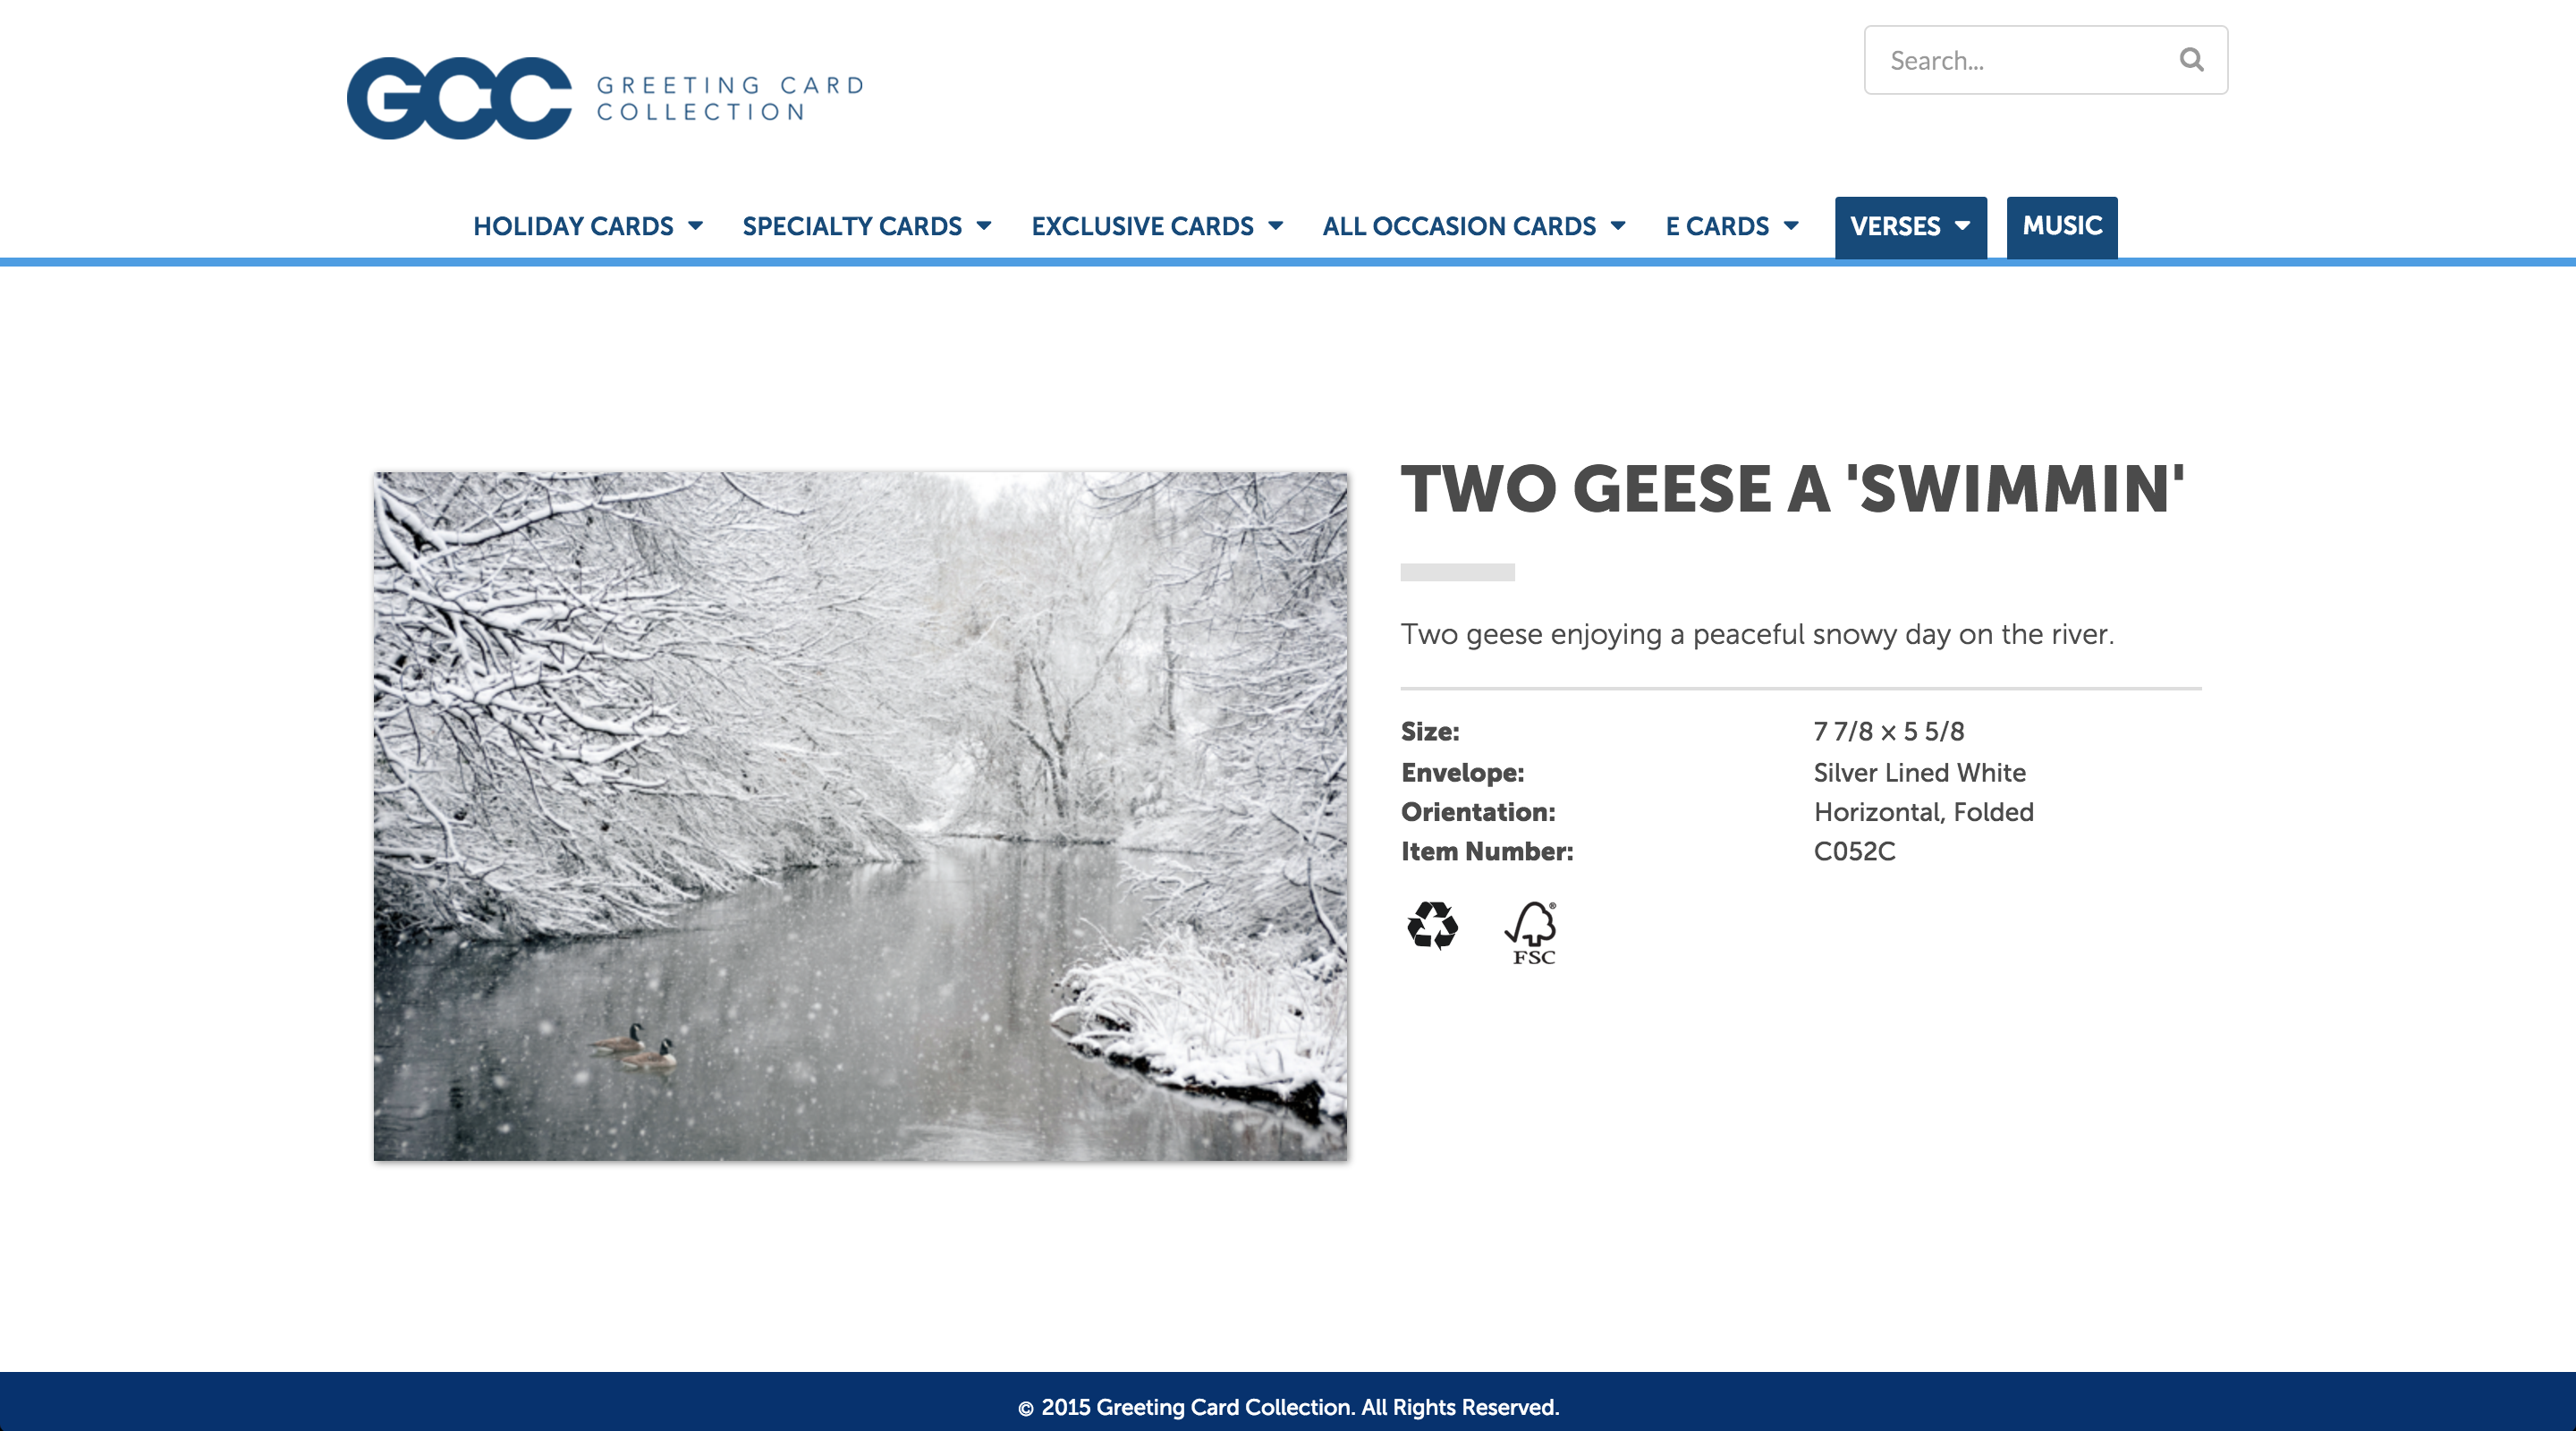 GCC GREETING CARD
COLLECTION
Search...
HOLIDAY CARDS SPECIALTY CARDS EXCLUSIVE CARDS ALL OCCASION CARDS E CARDS VERSES MUSIC
TWO GEESE A 'SWIMMIN'
Two geese enjoying a peaceful snowy day on the river.
Size: 7 7/8 × 5 5/8
Envelope: Silver Lined White
Orientation: Horizontal, Folded
Item Number: C052C
FSC®
© 2015 Greeting Card Collection. All Rights Reserved.